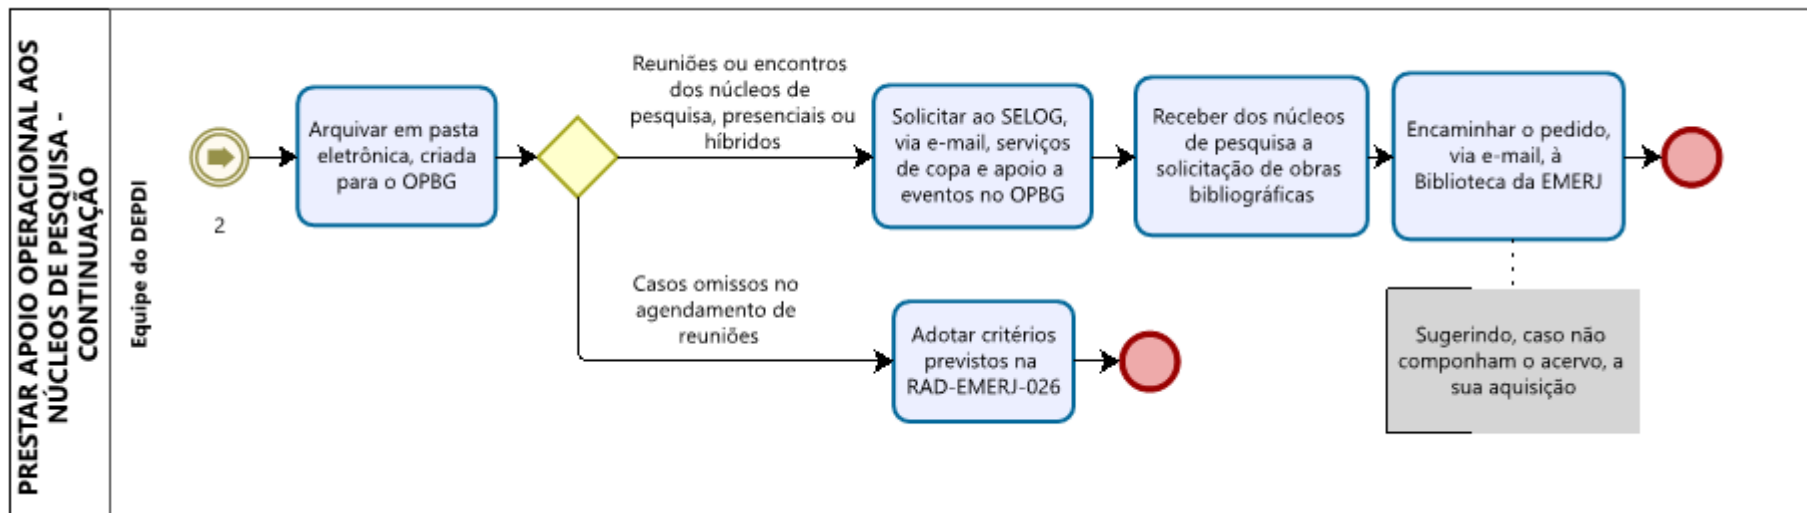 PRESTAR APOIO OPERACIONAL AOS
NÚCLEOS DE PESQUISA -
CONTINUAÇÃO
Equipe do DEPDI
2
Arquivar em pasta
eletrônica, criada
para o OPBG
Reuniões ou encontros
dos núcleos de
pesquisa, presenciais ou
híbridos
Solicitar ao SELOG,
via e-mail, serviços
de copa e apoio a
eventos no OPBG
Receber dos núcleos
de pesquisa a
solicitação de obras
bibliográficas
Encaminhar o pedido,
via e-mail, à
Biblioteca da EMERJ
Sugerindo, caso não
componham o acervo, a
sua aquisição
Casos omissos no
agendamento de
reuniões
Adotar critérios
previstos na
RAD-EMERJ-026